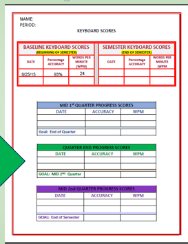 NAME:
PERIOD:
KEYBOARD SCORES
BASELINE KEYBOARD SCORES
(BEGINNING OF SEMESTER)
DATE Percentage ACCURACY WORDS PER MINUTE (WPM)
8/25/15 60% 24
SEMESTER KEYBOARD SCORES
(END OF SEMESTER)
DATE Percentage ACCURACY WORDS PER MINUTE (WPM)
MID 1ST QUARTER PROGRESS SCORES
DATE ACCURACY WPM
Goal: End of Quarter
QUARTER END PROGRESS SCORES
DATE ACCURACY WPM
GOAL: MID 2ND Quarter
MID 2nd QUARTER PROGRESS SCORES
DATE ACCURACY WPM
GOAL: End of Semester